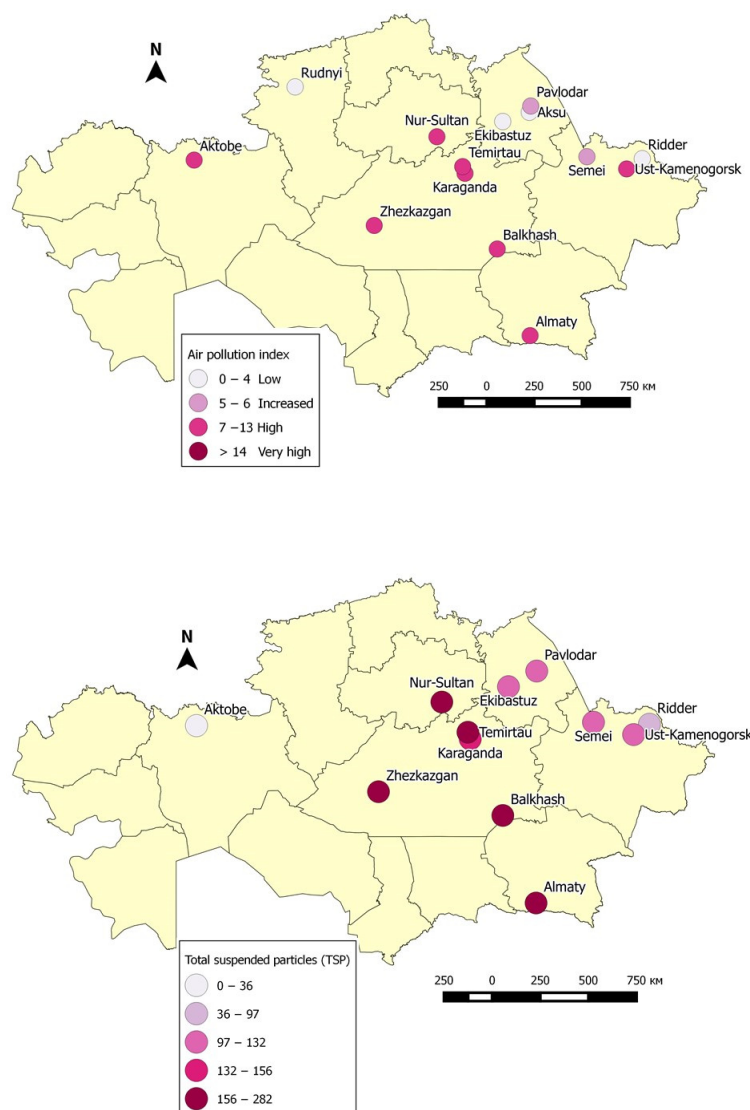 N
Rudnyi
Pavlodar
Aksu
Nur-Sultan
Ekibastuz
Aktobe
Temirtau
Ridder
Semei
Ust-Kamenogorsk
Karaganda
Zhezkazgan
Balkhash
Almaty
Air pollution index
0 – 4 Low
5 – 6 Increased
7 –13 High
> 14 Very high
250 0 250 500 750 км
N
Pavlodar
Nur-Sultan
Ekibastuz
Aktobe
Ridder
Temirtau
Semei
Ust-Kamenogorsk
Karaganda
Zhezkazgan
Balkhash
Almaty
Total suspended particles (TSP)
0 – 36
36 – 97
97 – 132
132 – 156
156 – 282
250 0 250 500 750 км